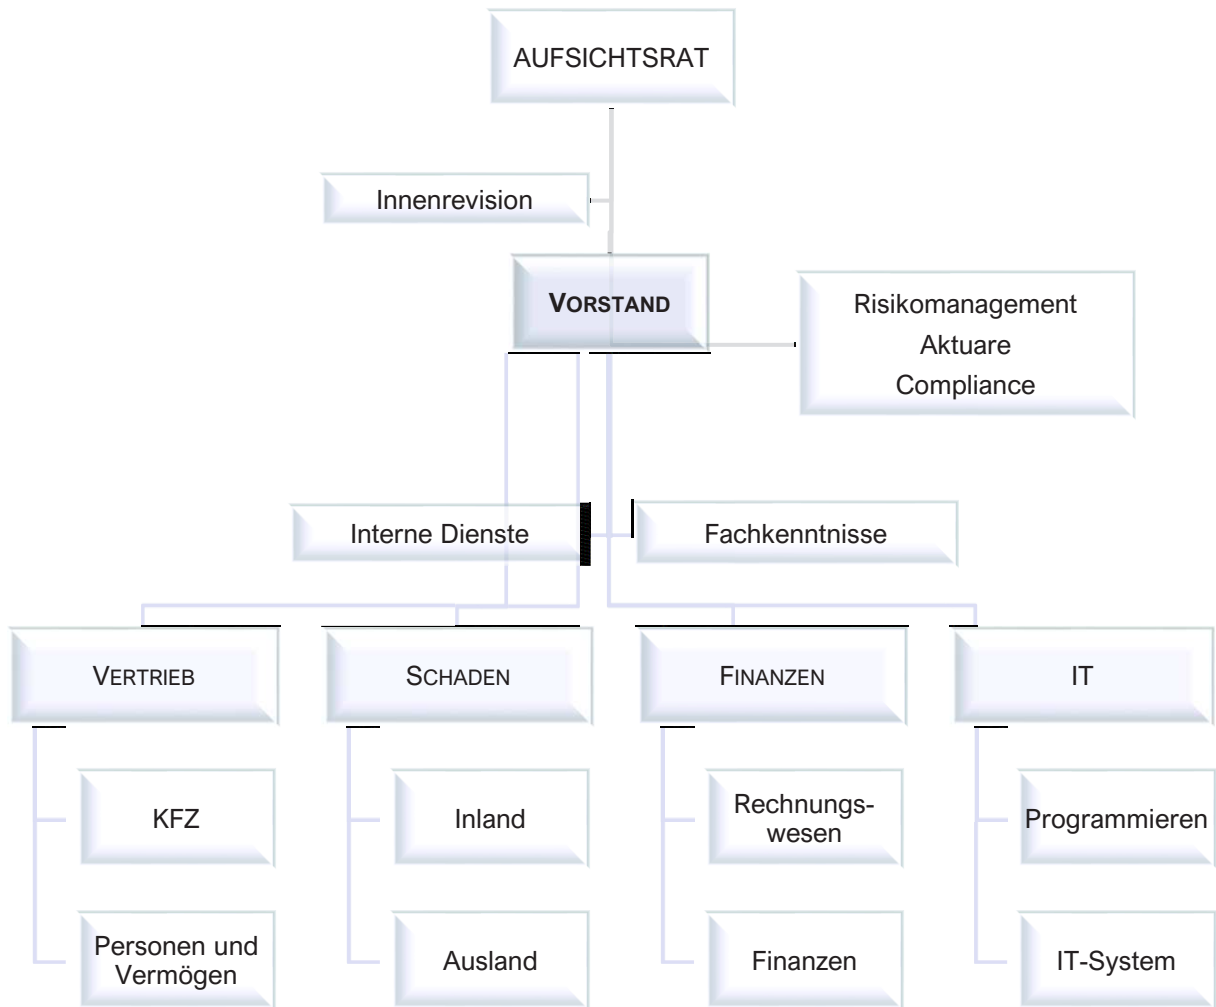 AUFSICHTSRAT
Innenrevision
VORSTAND
Risikomanagement
Aktuare
Compliance
Interne Dienste
Fachkenntnisse
VERTRIEB
SCHADEN
FINANZEN
IT
KFZ
Inland
Rechnungs-
wesen
Programmieren
Personen und
Vermögen
Ausland
Finanzen
IT-System